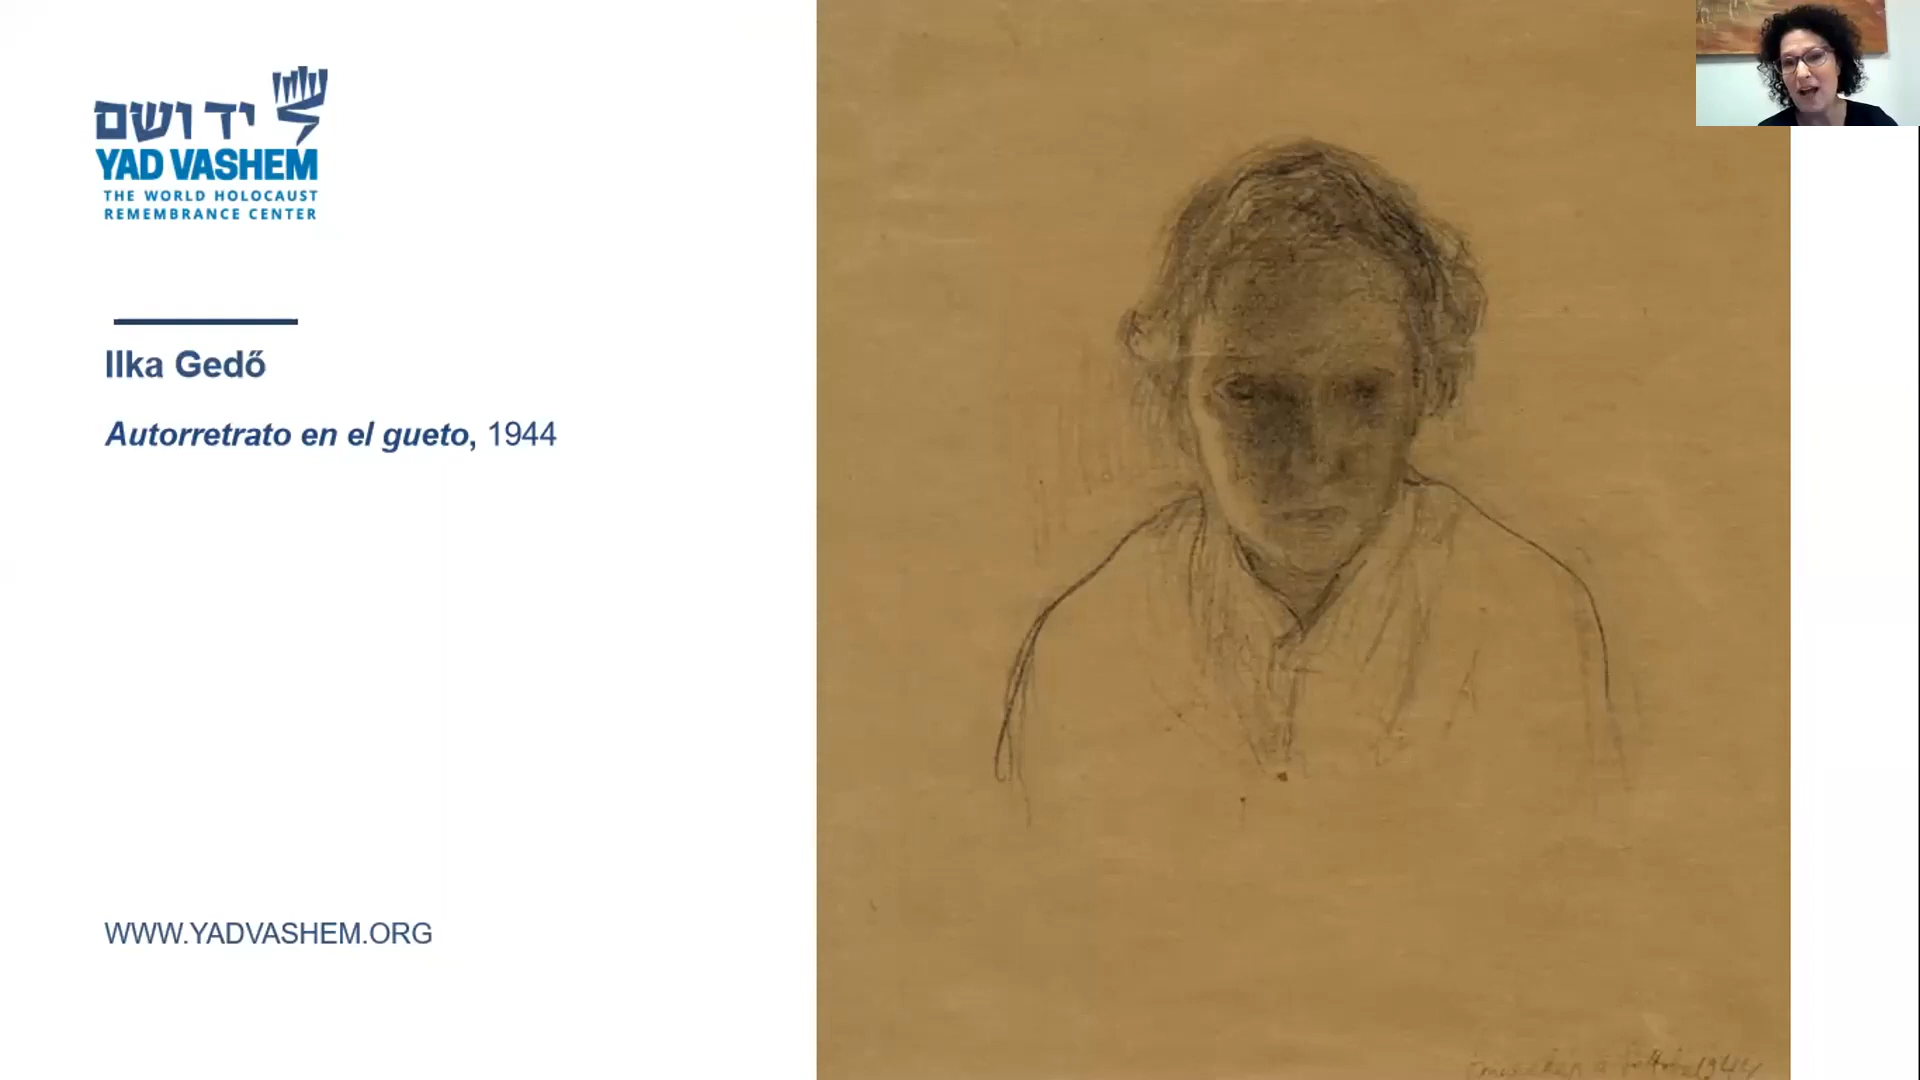 יד ושם
YAD VASHEM
THE WORLD HOLOCAUST
REMEMBRANCE CENTER
Ilka Gedő
Autorretrato en el gueto, 1944
WWW.YADVASHEM.ORG
1944